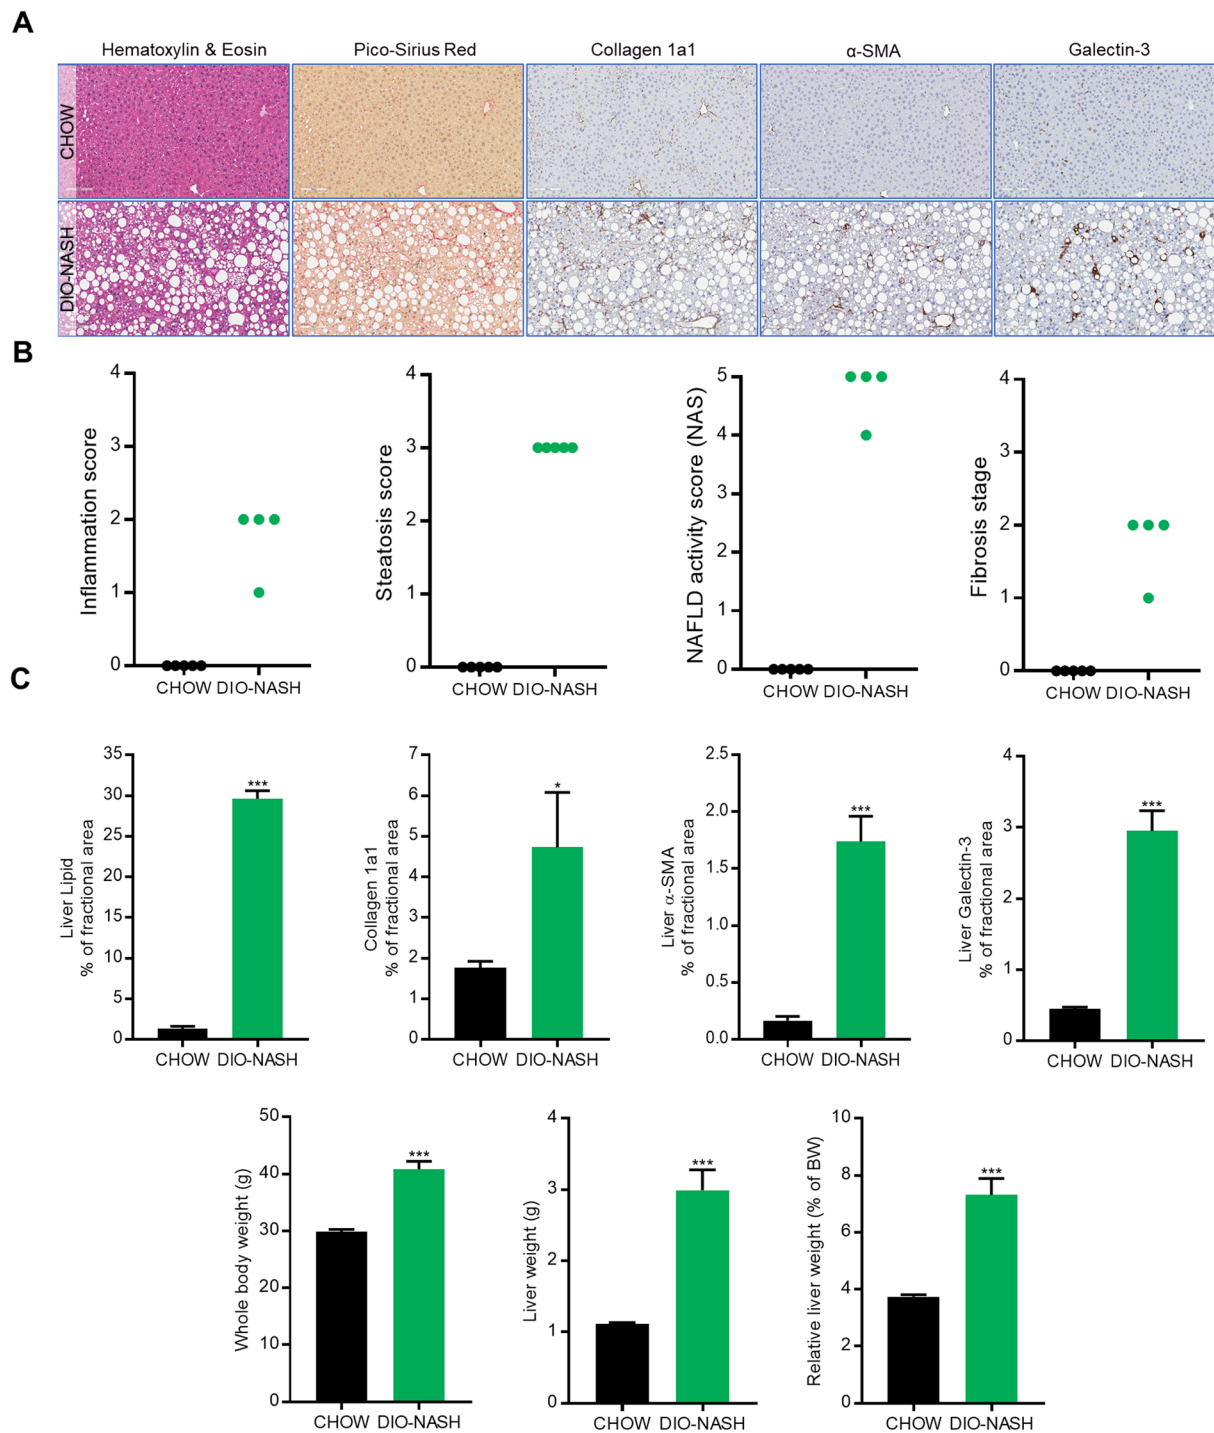 A
Hematoxylin & Eosin Pico-Sirius Red Collagen 1a1 α-SMA Galectin-3
CHOW
DIO-NASH
B
Inflammation score
4
3
2
1
0
CHOW DIO-NASH
Steatosis score
4
3
2
1
0
CHOW DIO-NASH
NAFLD activity score (NAS)
5
4
3
2
1
0
CHOW DIO-NASH
Fibrosis stage
4
3
2
1
0
CHOW DIO-NASH
C
Liver Lipid
% of fractional area
35
30
25
20
15
10
5
0
***
CHOW DIO-NASH
Collagen 1a1
% of fractional area
7
6
5
4
3
2
1
0
*
CHOW DIO-NASH
Liver α-SMA
% of fractional area
2.5
2.0
1.5
1.0
0.5
0.0
***
CHOW DIO-NASH
Liver Galectin-3
% of fractional area
4
3
2
1
0
***
CHOW DIO-NASH
Whole body weight (g)
50
40
30
20
10
0
***
CHOW DIO-NASH
Liver weight (g)
4
3
2
1
0
***
CHOW DIO-NASH
Relative liver weight (% of BW)
10
8
6
4
2
0
***
CHOW DIO-NASH